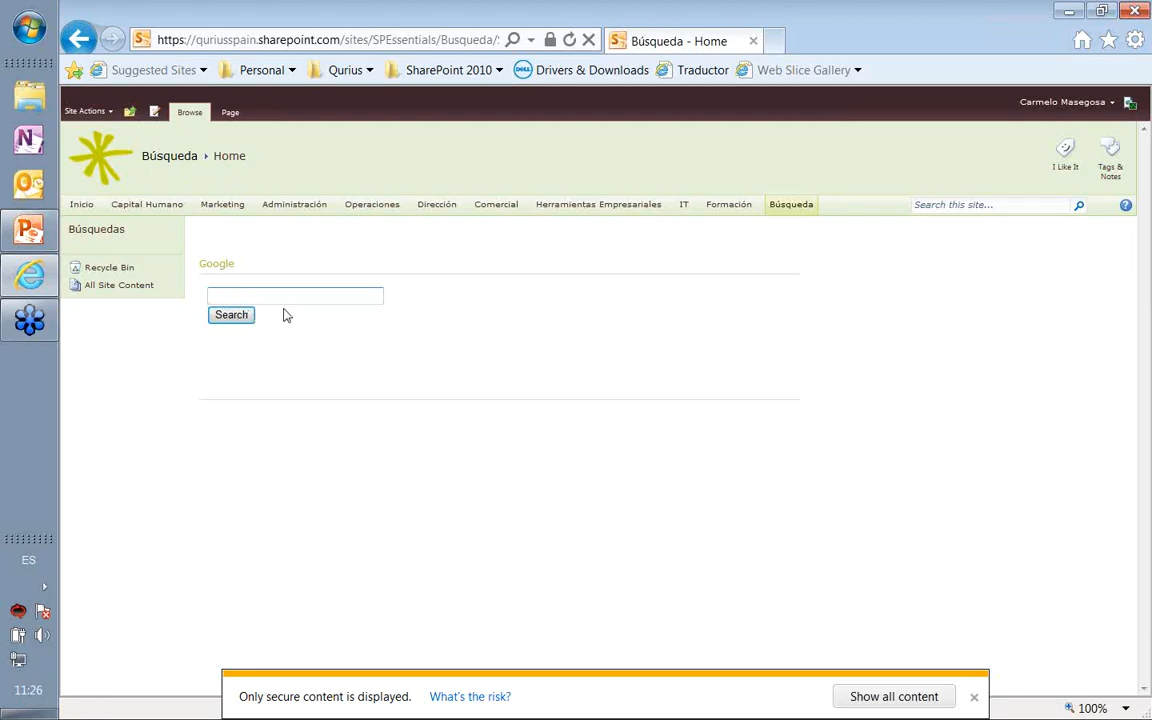 https://quriusspain.sharepoint.com/sites/SPEssentials/Busqueda/
Búsqueda - Home
Suggested Sites
Personal
Qurius
SharePoint 2010
DELL
Drivers & Downloads
Traductor
Web Slice Gallery
Site Actions
Browse
Page
Carmelo Masegosa
Búsqueda
Home
I Like It
Tags &
Notes
Inicio
Capital Humano
Marketing
Administración
Operaciones
Dirección
Comercial
Herramientas Empresariales
IT
Formación
Búsqueda
Search this site...
Búsquedas
Recycle Bin
All Site Content
Google
Search
ES
11:26
Only secure content is displayed.
What's the risk?
Show all content
100%